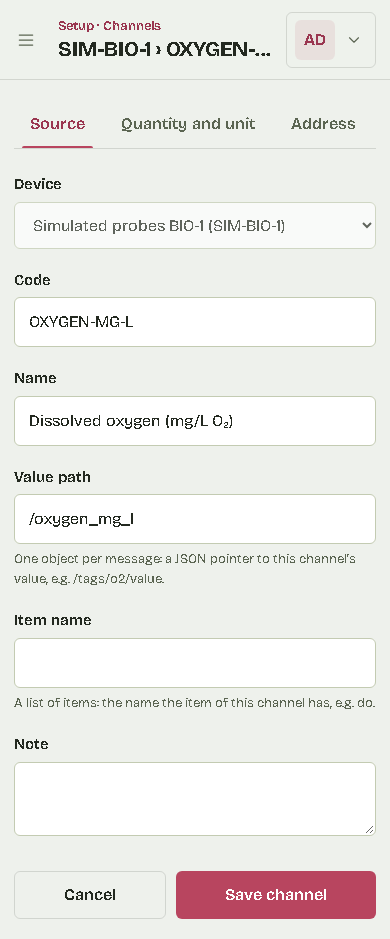 Setup · Channels
SIM-BIO-1 › OXYGEN-...
AD
Source
Quantity and unit
Address
Device
Simulated probes BIO-1 (SIM-BIO-1)
Code
OXYGEN-MG-L
Name
Dissolved oxygen (mg/L O₂)
Value path
/oxygen_mg_l
One object per message: a JSON pointer to this channel's
value, e.g. /tags/o2/value.
Item name
A list of items: the name the item of this channel has, e.g. do.
Note
Cancel
Save channel